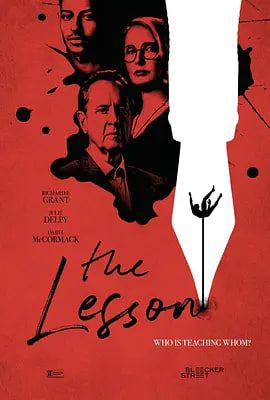 RICHARD E.
GRANT
JULIE
DELPY
DARYL
McCORMACK
the
Lesson
WHO IS TEACHING WHOM?
BLEECKER
STREET